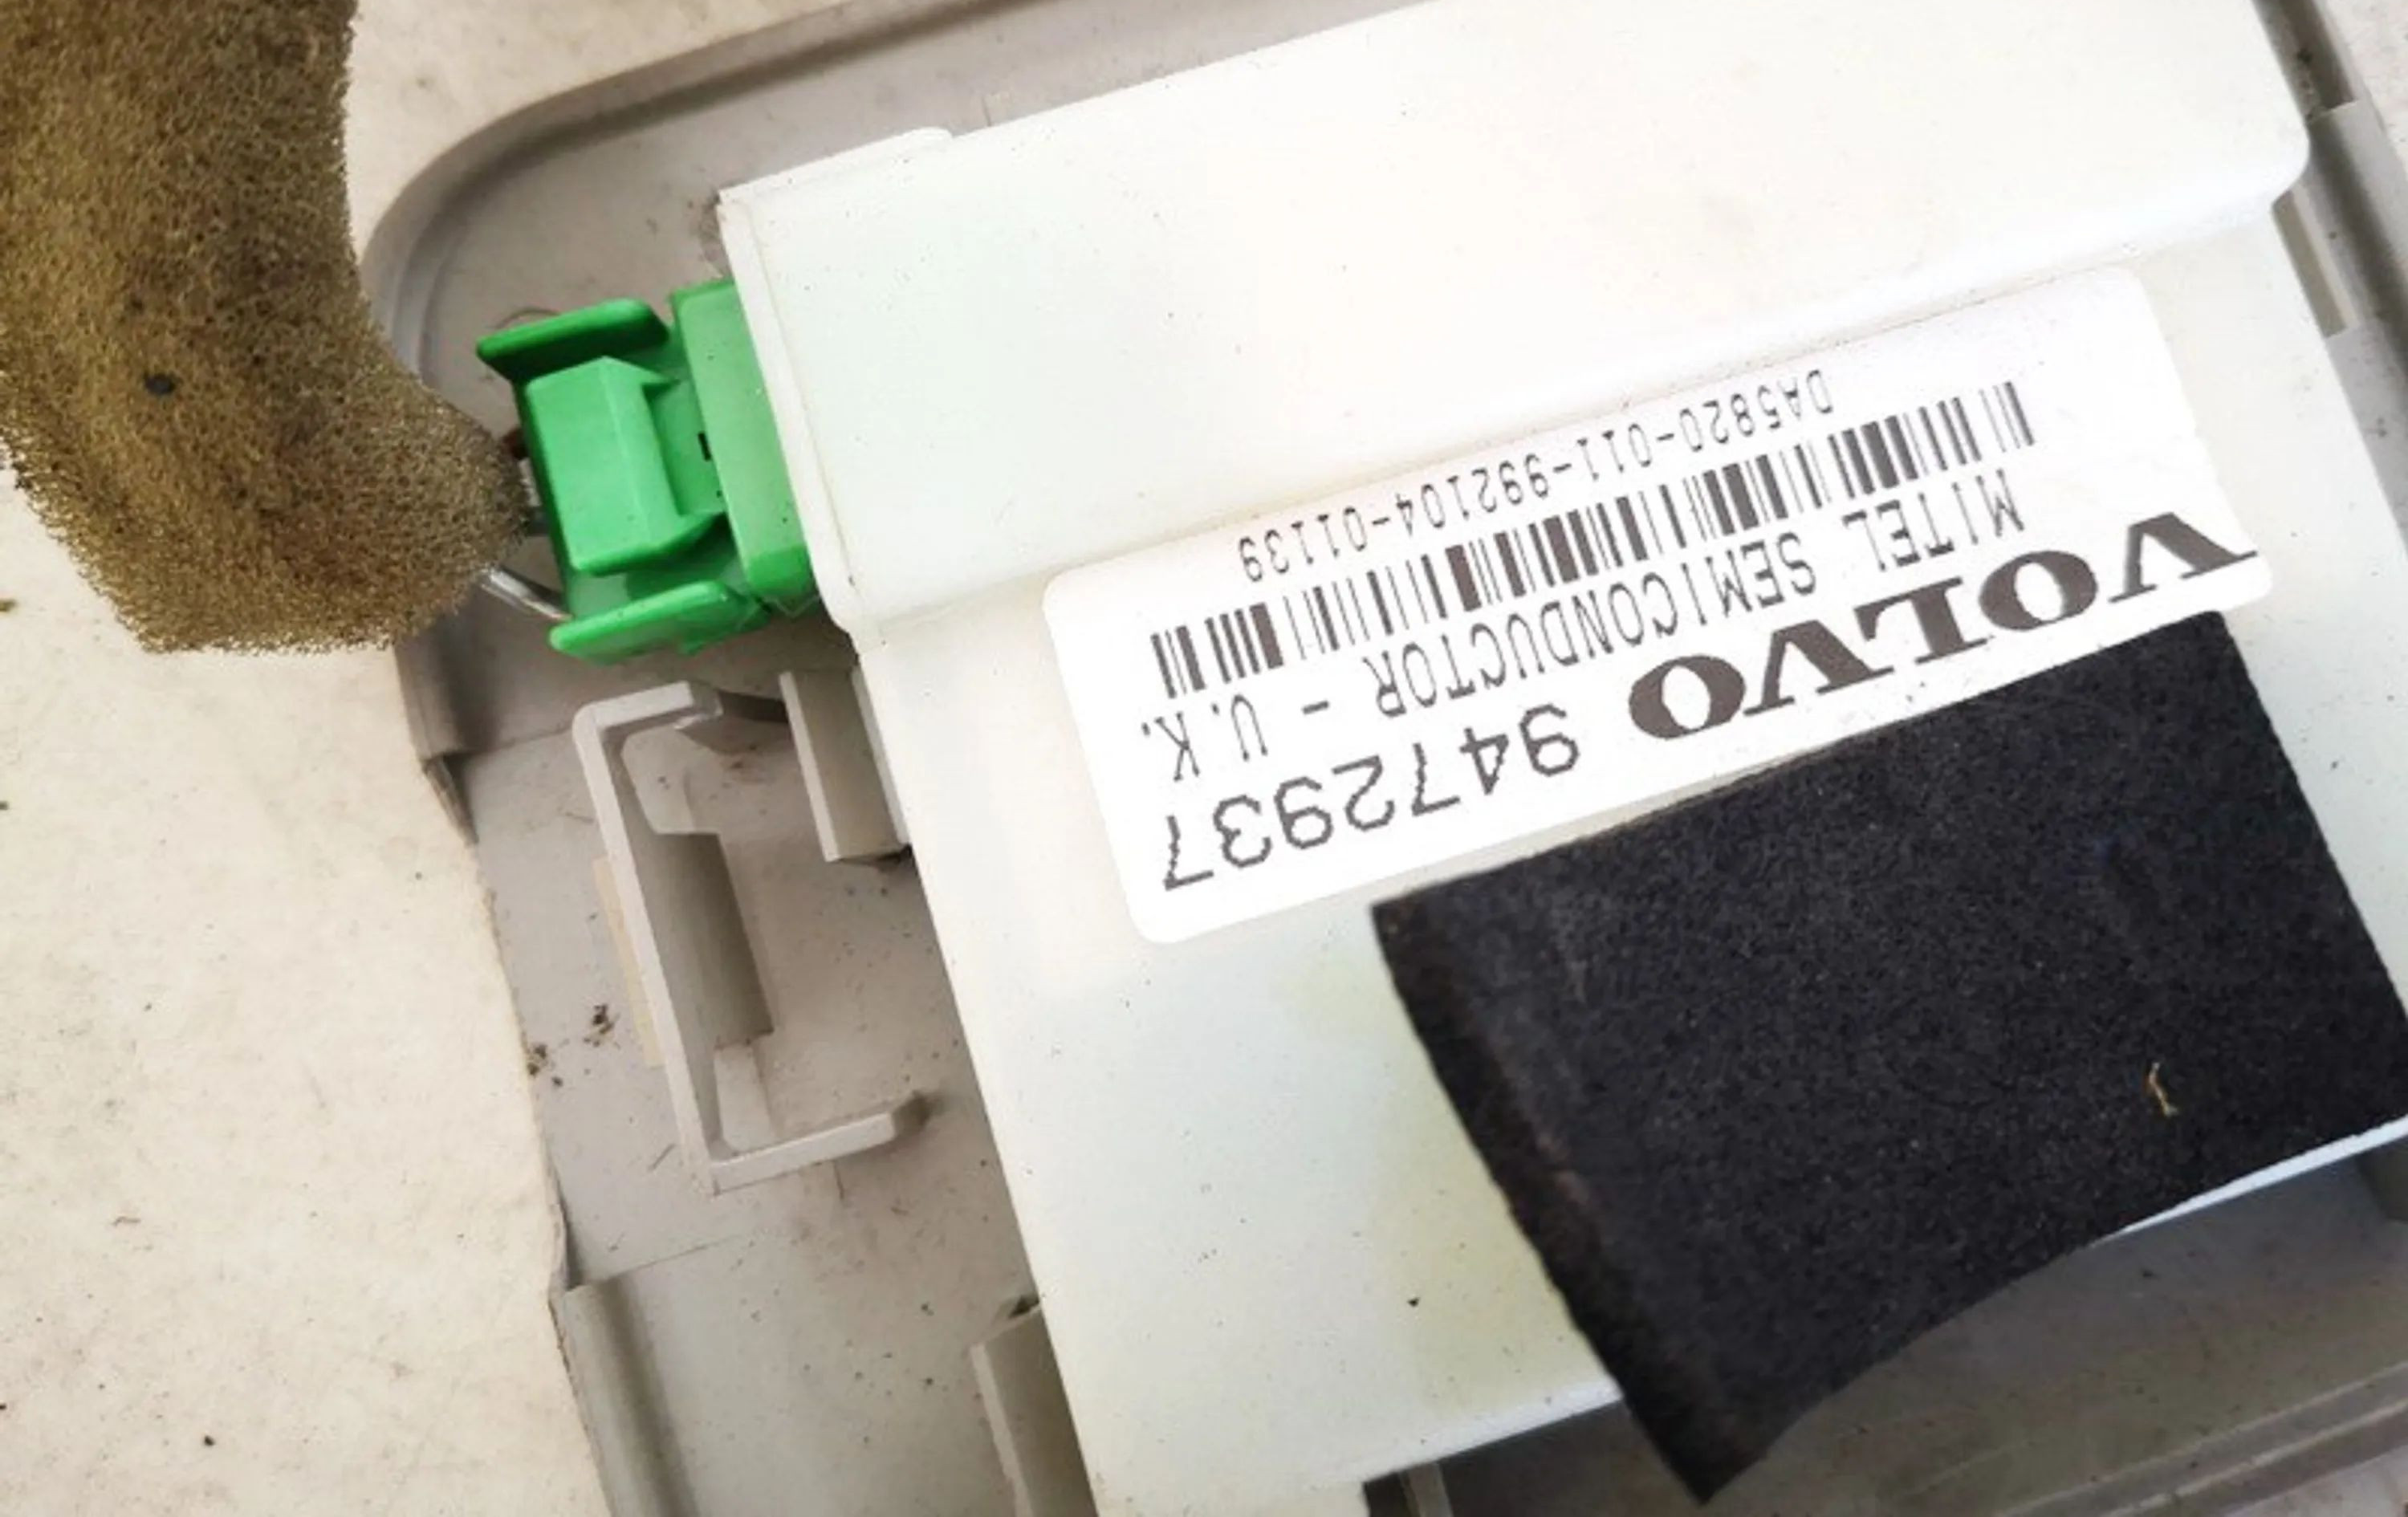 VOLVO 9472937
MITEL SEMICONDUCTOR - U.K.
DA5820-011-992104-01139